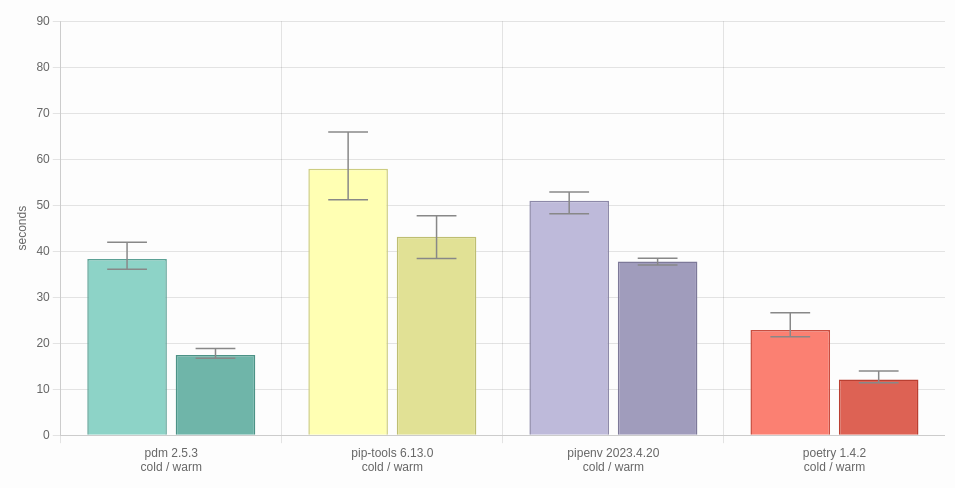 90
80
70
60
50
40
30
20
10
0
seconds
pdm 2.5.3
cold / warm
pip-tools 6.13.0
cold / warm
pipenv 2023.4.20
cold / warm
poetry 1.4.2
cold / warm